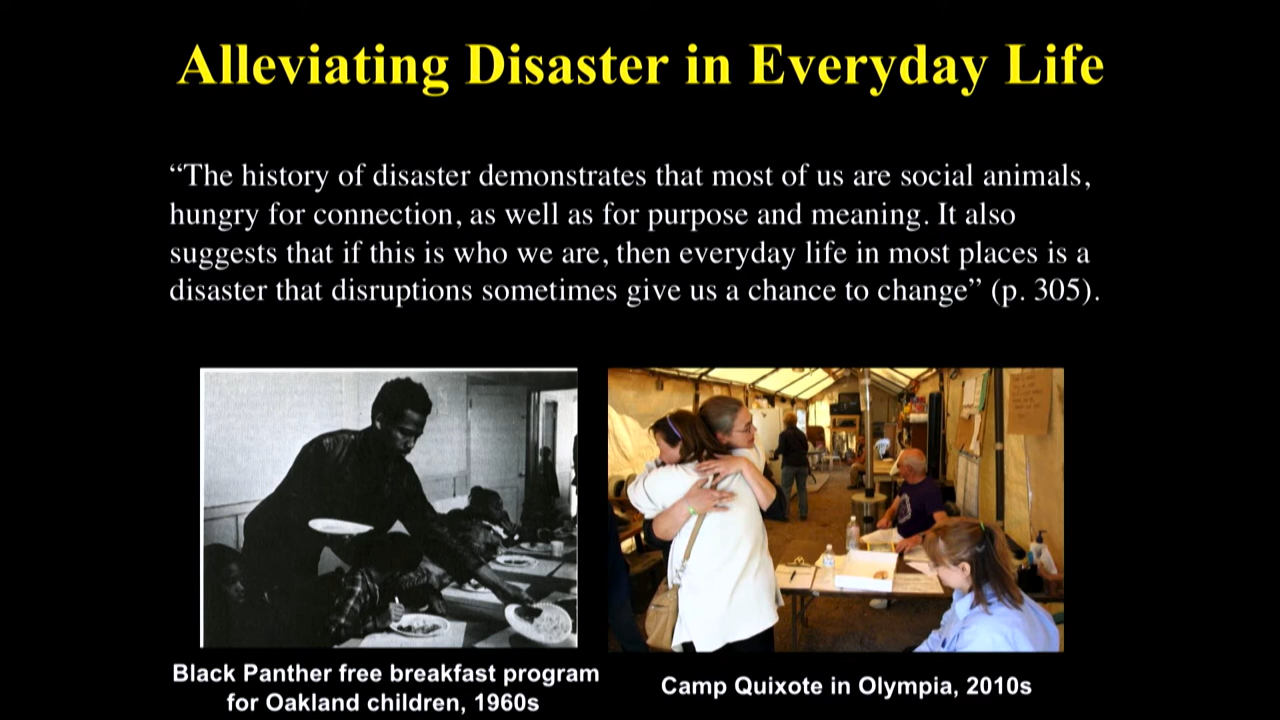 Alleviating Disaster in Everyday Life
“The history of disaster demonstrates that most of us are social animals,
hungry for connection, as well as for purpose and meaning. It also
suggests that if this is who we are, then everyday life in most places is a
disaster that disruptions sometimes give us a chance to change” (p. 305).
Black Panther free breakfast program
for Oakland children, 1960s
Camp Quixote in Olympia, 2010s